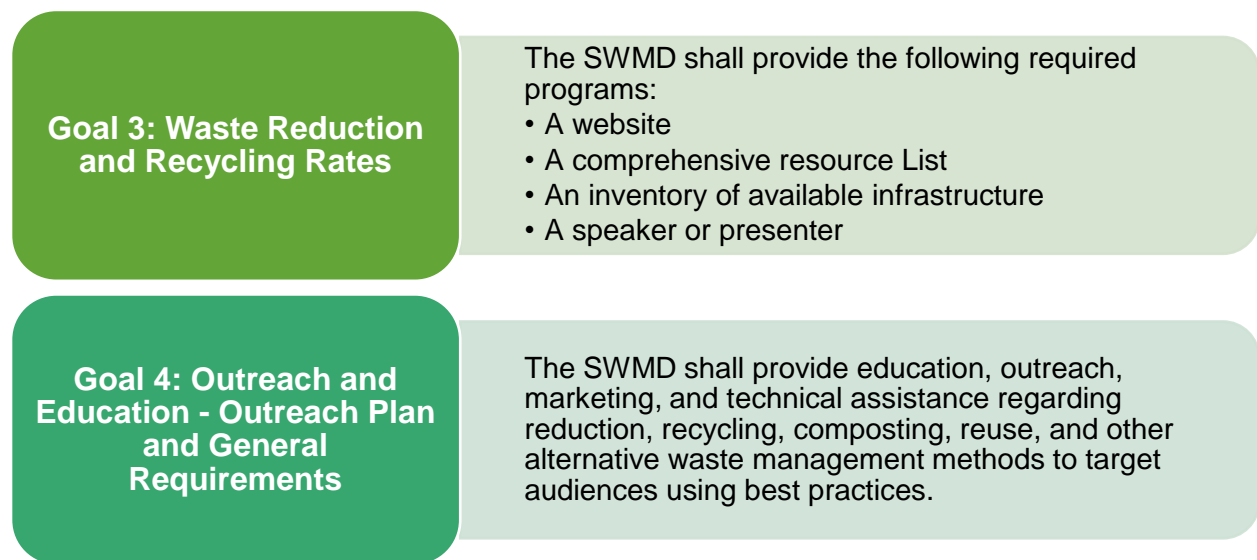 Goal 3: Waste Reduction
and Recycling Rates
The SWMD shall provide the following required
programs:
• A website
• A comprehensive resource List
• An inventory of available infrastructure
• A speaker or presenter
Goal 4: Outreach and
Education - Outreach Plan
and General
Requirements
The SWMD shall provide education, outreach,
marketing, and technical assistance regarding
reduction, recycling, composting, reuse, and other
alternative waste management methods to target
audiences using best practices.